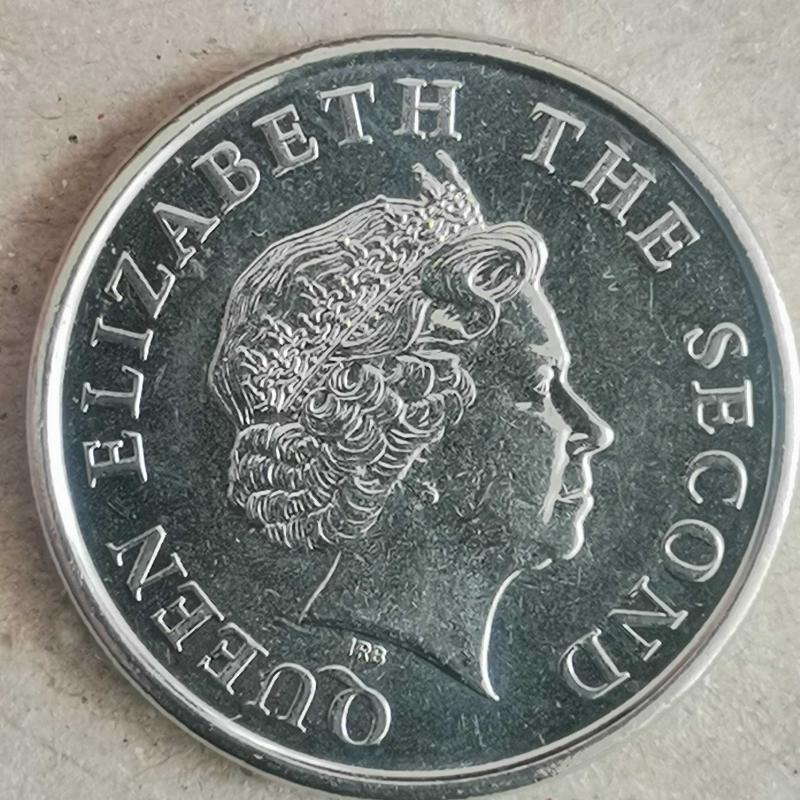 QUEEN ELIZABETH THE SECOND
IRB